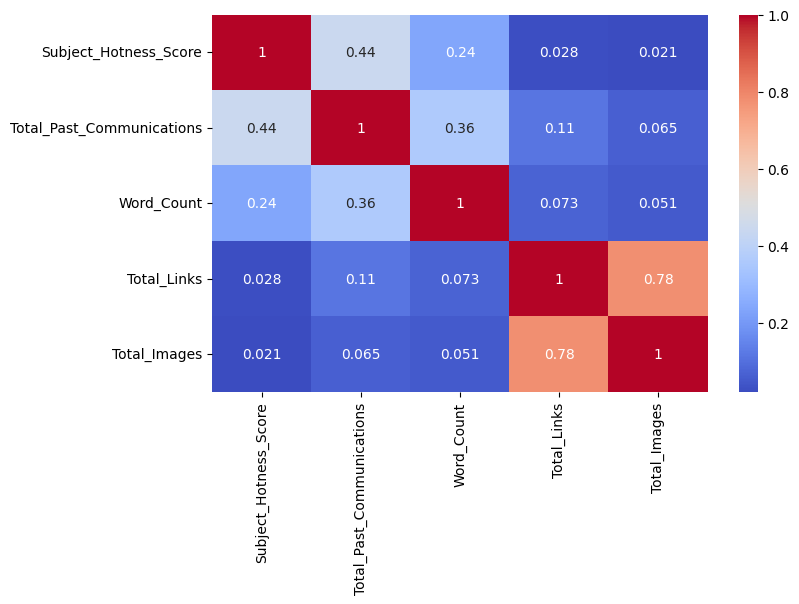 Subject_Hotness_Score 1 0.44 0.24 0.028 0.021
Total_Past_Communications 0.44 1 0.36 0.11 0.065
Word_Count 0.24 0.36 1 0.073 0.051
Total_Links 0.028 0.11 0.073 1 0.78
Total_Images 0.021 0.065 0.051 0.78 1
Subject_Hotness_Score
Total_Past_Communications
Word_Count
Total_Links
Total_Images
1.0
0.8
0.6
0.4
0.2